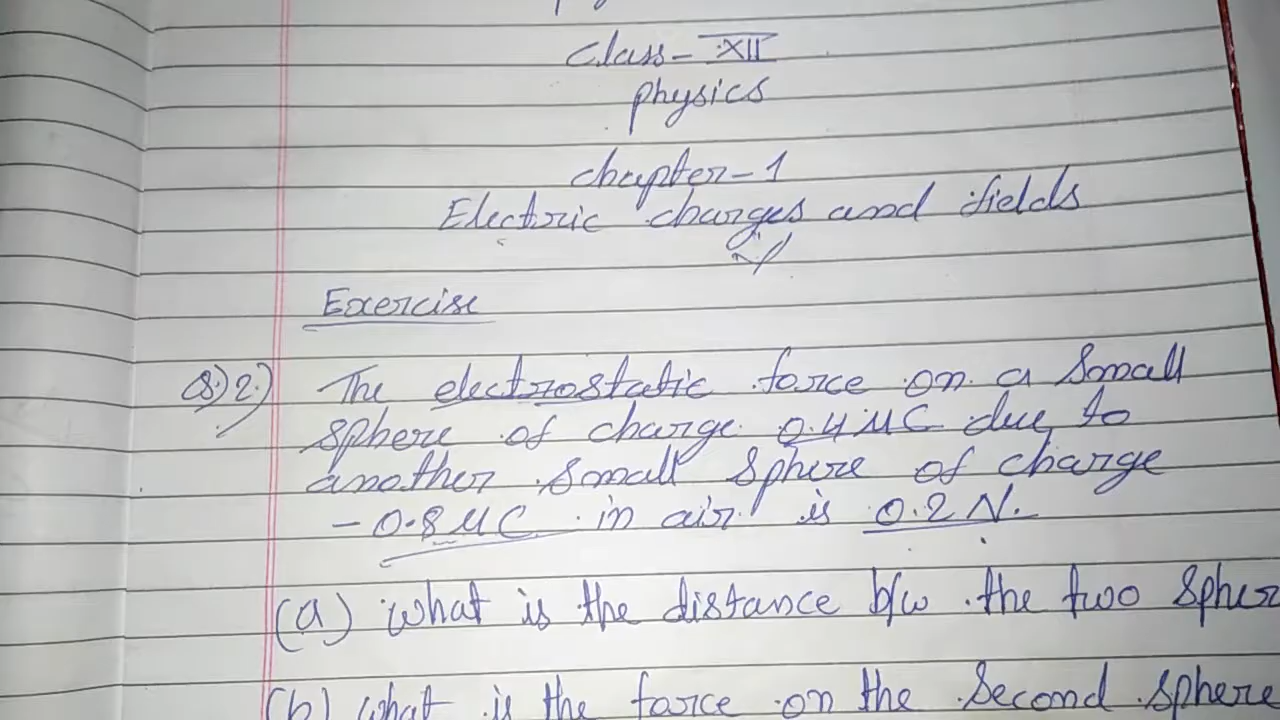 Class - XII
physics
chapter - 1
Electric charges and fields
Exercise
Q)2.) The electrostatic force on a small
sphere of charge 0.4 μC due to
another small sphere of charge
- 0.8 μC in air is 0.2 N.
(a) What is the distance b/w the two spher
(b) What is the force on the second sphere